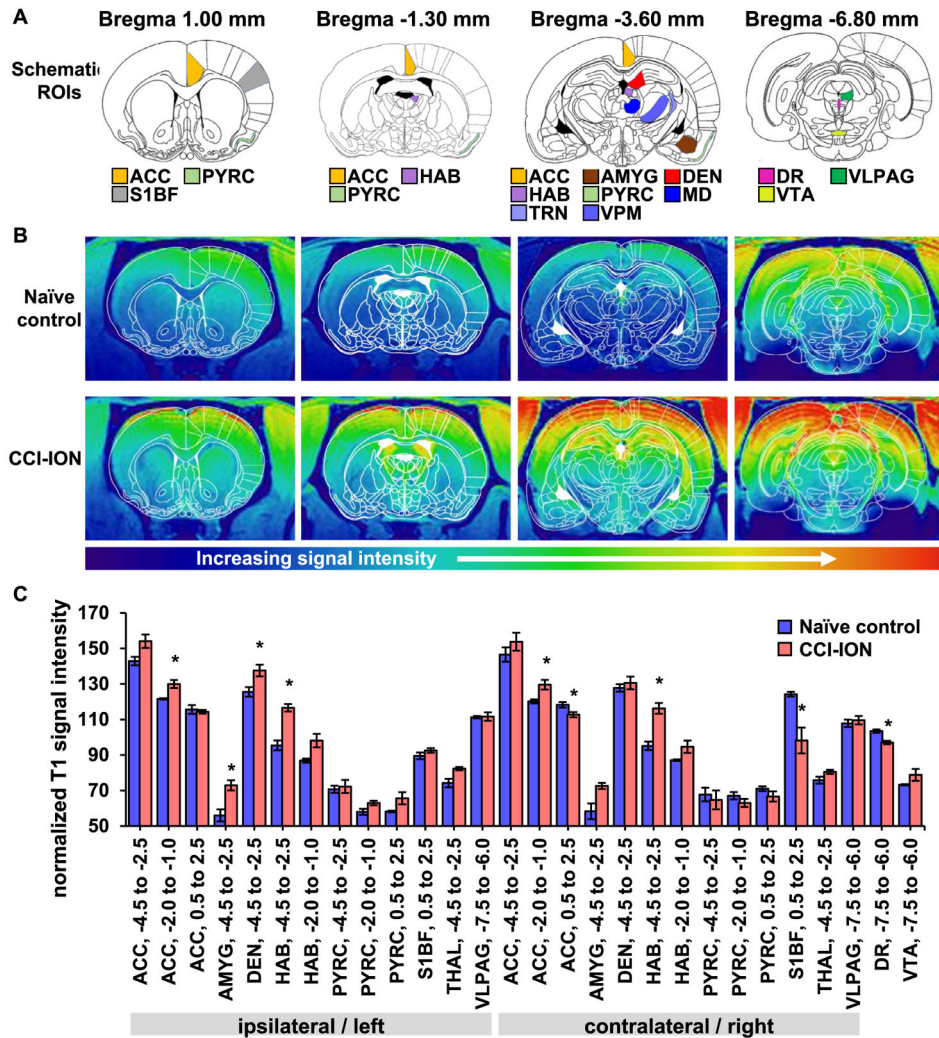 A
Bregma 1.00 mm
Bregma -1.30 mm
Bregma -3.60 mm
Bregma -6.80 mm
Schematic
ROIs
ACC PYRC
S1BF
ACC HAB
PYRC
ACC AMYG DEN
HAB PYRC MD
TRN VPM
DR VLPAG
VTA
B
Naïve
control
CCI-ION
Increasing signal intensity
C
normalized T1 signal intensity
170
150
130
110
90
70
50
Naïve control
CCI-ION
*
*
*
*
*
*
*
*
*
ACC, -4.5 to -2.5
ACC, -2.0 to -1.0
ACC, 0.5 to 2.5
AMYG, -4.5 to -2.5
DEN, -4.5 to -2.5
HAB, -4.5 to -2.5
HAB, -2.0 to -1.0
PYRC, -4.5 to -2.5
PYRC, -2.0 to -1.0
PYRC, 0.5 to 2.5
S1BF, 0.5 to 2.5
THAL, -4.5 to -2.5
VLPAG, -7.5 to -6.0
ACC, -4.5 to -2.5
ACC, -2.0 to -1.0
ACC, 0.5 to 2.5
AMYG, -4.5 to -2.5
DEN, -4.5 to -2.5
HAB, -4.5 to -2.5
HAB, -2.0 to -1.0
PYRC, -4.5 to -2.5
PYRC, -2.0 to -1.0
PYRC, 0.5 to 2.5
S1BF, 0.5 to 2.5
THAL, -4.5 to -2.5
VLPAG, -7.5 to -6.0
DR, -7.5 to -6.0
VTA, -7.5 to -6.0
ipsilateral / left
contralateral / right